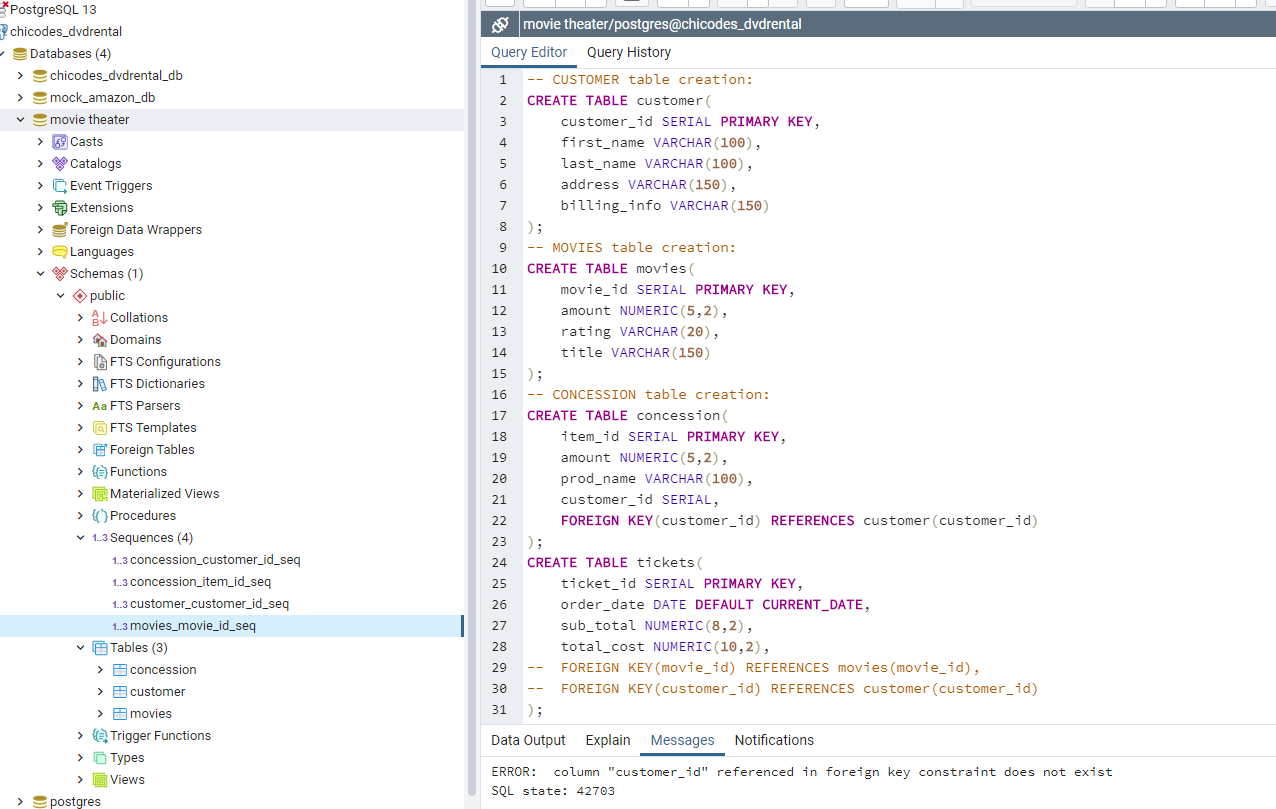 PostgreSQL 13
chicodes_dvdrental
Databases (4)
chicodes_dvdrental_db
mock_amazon_db
movie theater
Casts
Catalogs
Event Triggers
Extensions
Foreign Data Wrappers
Languages
Schemas (1)
public
Collations
Domains
FTS Configurations
FTS Dictionaries
Aa FTS Parsers
FTS Templates
Foreign Tables
Functions
Materialized Views
Procedures
1..3 Sequences (4)
1..3 concession_customer_id_seq
1..3 concession_item_id_seq
1..3 customer_customer_id_seq
1..3 movies_movie_id_seq
Tables (3)
concession
customer
movies
Trigger Functions
Types
Views
postgres
movie theater/postgres@chicodes_dvdrental
Query Editor Query History
1 -- CUSTOMER table creation:
2 CREATE TABLE customer(
3 customer_id SERIAL PRIMARY KEY,
4 first_name VARCHAR(100),
5 last_name VARCHAR(100),
6 address VARCHAR(150),
7 billing_info VARCHAR(150)
8 );
9 -- MOVIES table creation:
10 CREATE TABLE movies(
11 movie_id SERIAL PRIMARY KEY,
12 amount NUMERIC(5,2),
13 rating VARCHAR(20),
14 title VARCHAR(150)
15 );
16 -- CONCESSION table creation:
17 CREATE TABLE concession(
18 item_id SERIAL PRIMARY KEY,
19 amount NUMERIC(5,2),
20 prod_name VARCHAR(100),
21 customer_id SERIAL,
22 FOREIGN KEY(customer_id) REFERENCES customer(customer_id)
23 );
24 CREATE TABLE tickets(
25 ticket_id SERIAL PRIMARY KEY,
26 order_date DATE DEFAULT CURRENT_DATE,
27 sub_total NUMERIC(8,2),
28 total_cost NUMERIC(10,2),
29 -- FOREIGN KEY(movie_id) REFERENCES movies(movie_id),
30 -- FOREIGN KEY(customer_id) REFERENCES customer(customer_id)
31 );
Data Output Explain Messages Notifications
ERROR: column "customer_id" referenced in foreign key constraint does not exist
SQL state: 42703